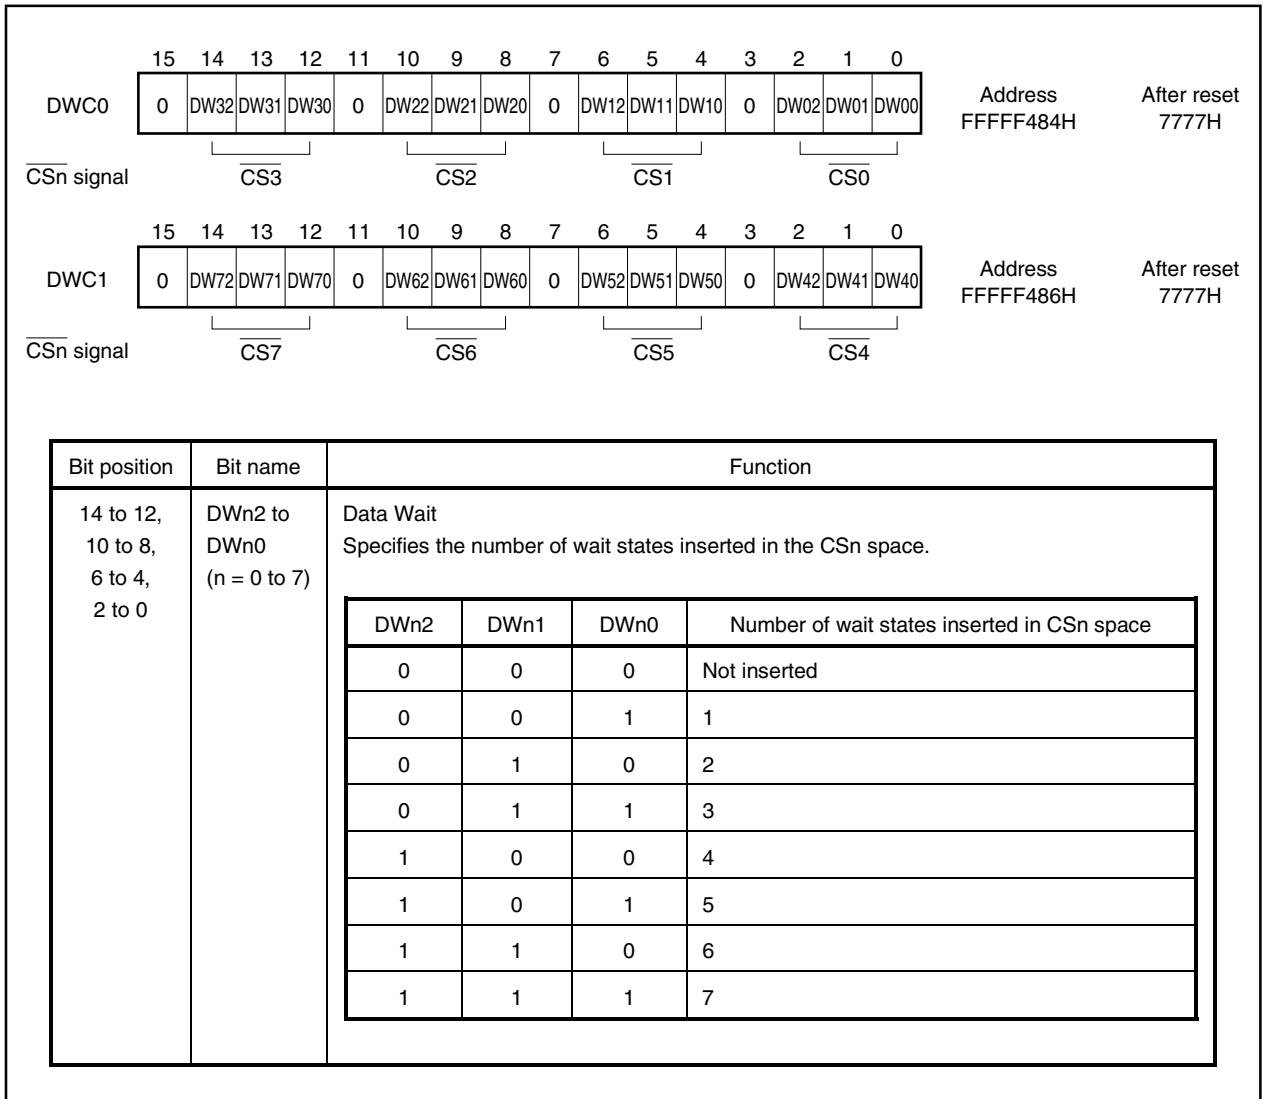 15 14 13 12 11 10 9 8 7 6 5 4 3 2 1 0
DWC0 0 DW32 DW31 DW30 0 DW22 DW21 DW20 0 DW12 DW11 DW10 0 DW02 DW01 DW00 Address FFFFF484H After reset 7777H
CSn signal CS3 CS2 CS1 CS0
15 14 13 12 11 10 9 8 7 6 5 4 3 2 1 0
DWC1 0 DW72 DW71 DW70 0 DW62 DW61 DW60 0 DW52 DW51 DW50 0 DW42 DW41 DW40 Address FFFFF486H After reset 7777H
CSn signal CS7 CS6 CS5 CS4
Bit position Bit name Function
14 to 12, DWn2 to Data Wait
10 to 8, DWn0 Specifies the number of wait states inserted in the CSn space.
6 to 4, (n = 0 to 7)
2 to 0
DWn2 DWn1 DWn0 Number of wait states inserted in CSn space
0 0 0 Not inserted
0 0 1 1
0 1 0 2
0 1 1 3
1 0 0 4
1 0 1 5
1 1 0 6
1 1 1 7